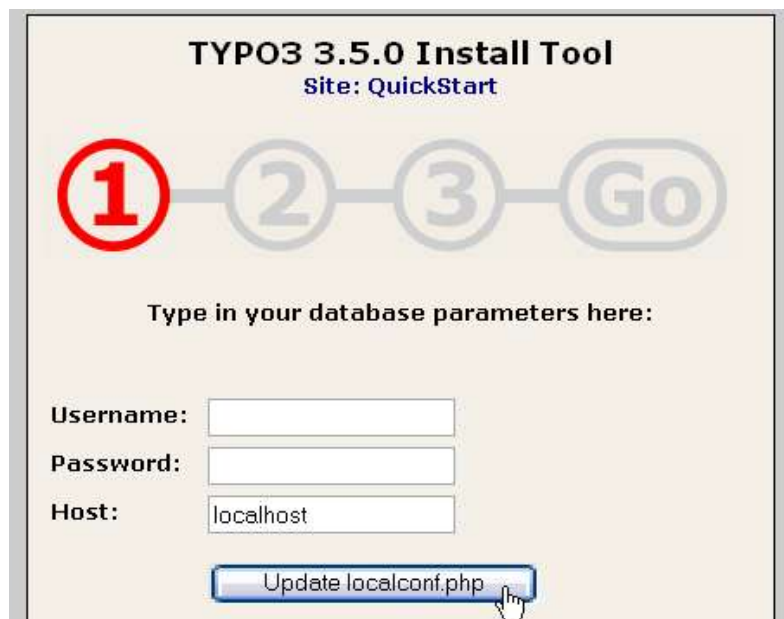 TYPO3 3.5.0 Install Tool
Site: QuickStart
1 2 3 Go
Type in your database parameters here:
Username:
Password:
Host: localhost
Update localconf.php